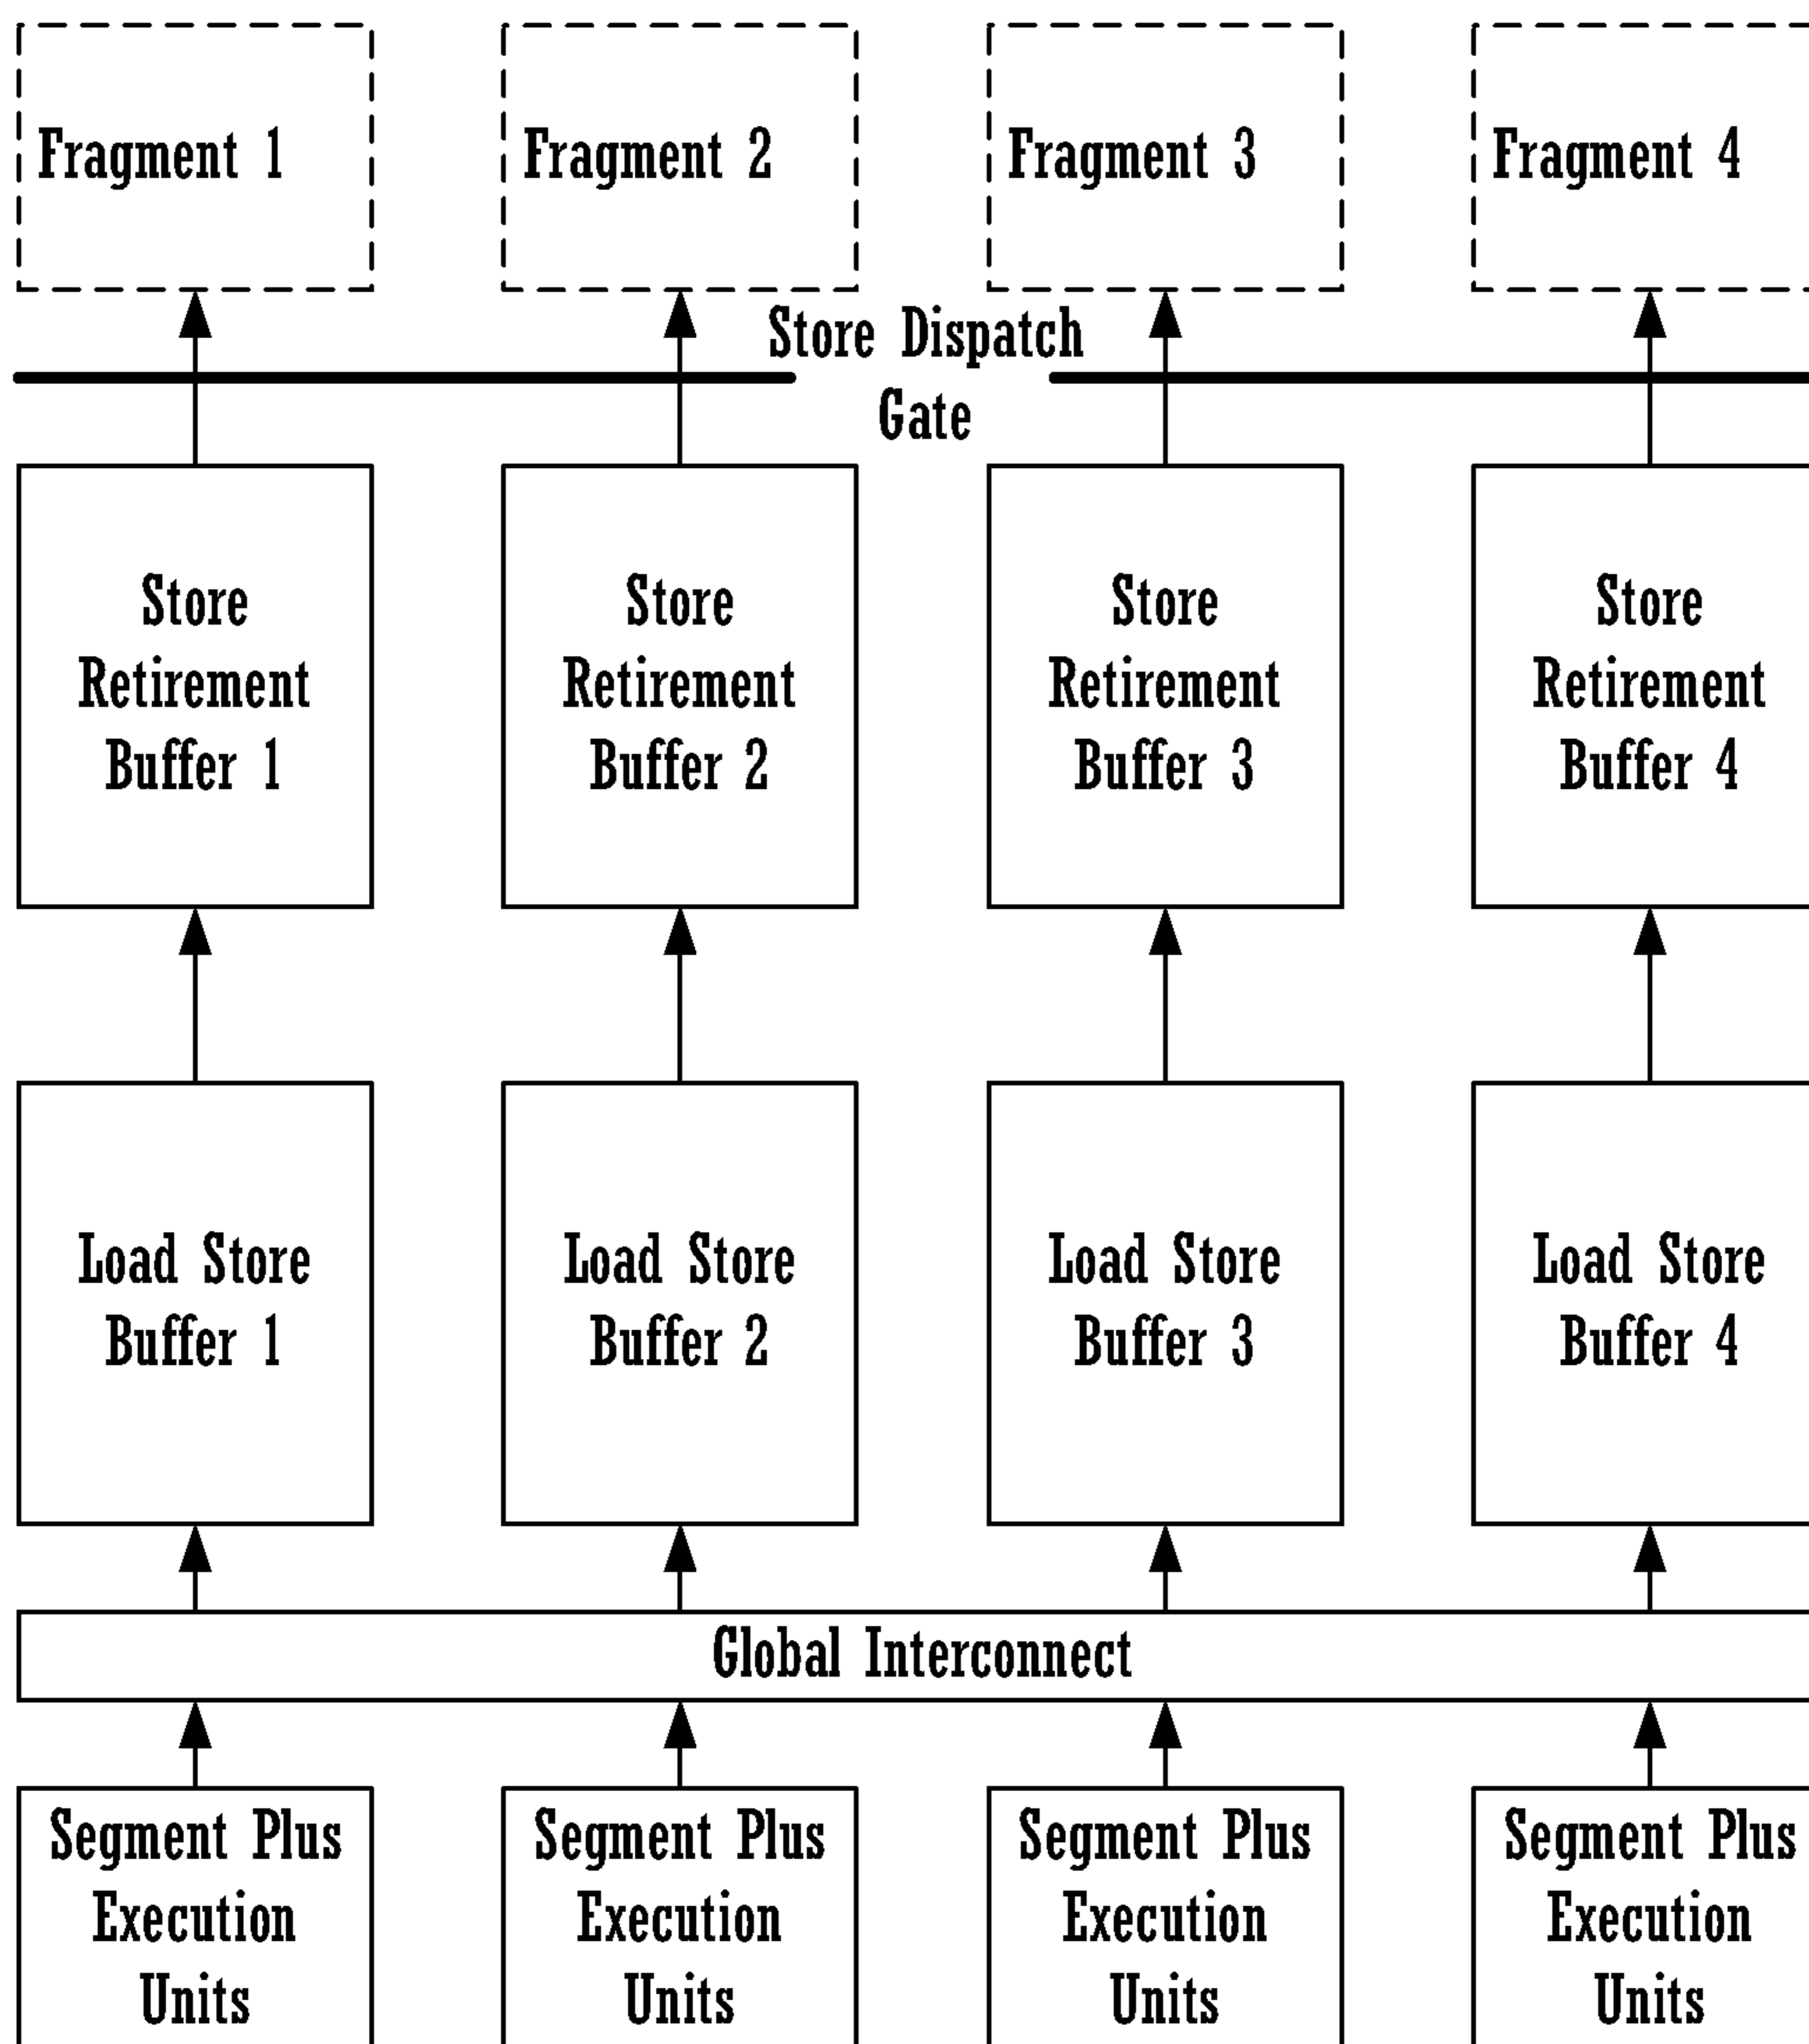 Fragment 1
Fragment 2
Fragment 3
Fragment 4
Store Dispatch
Gate
Store
Retirement
Buffer 1
Store
Retirement
Buffer 2
Store
Retirement
Buffer 3
Store
Retirement
Buffer 4
Load Store
Buffer 1
Load Store
Buffer 2
Load Store
Buffer 3
Load Store
Buffer 4
Global Interconnect
Segment Plus
Execution
Units
Segment Plus
Execution
Units
Segment Plus
Execution
Units
Segment Plus
Execution
Units